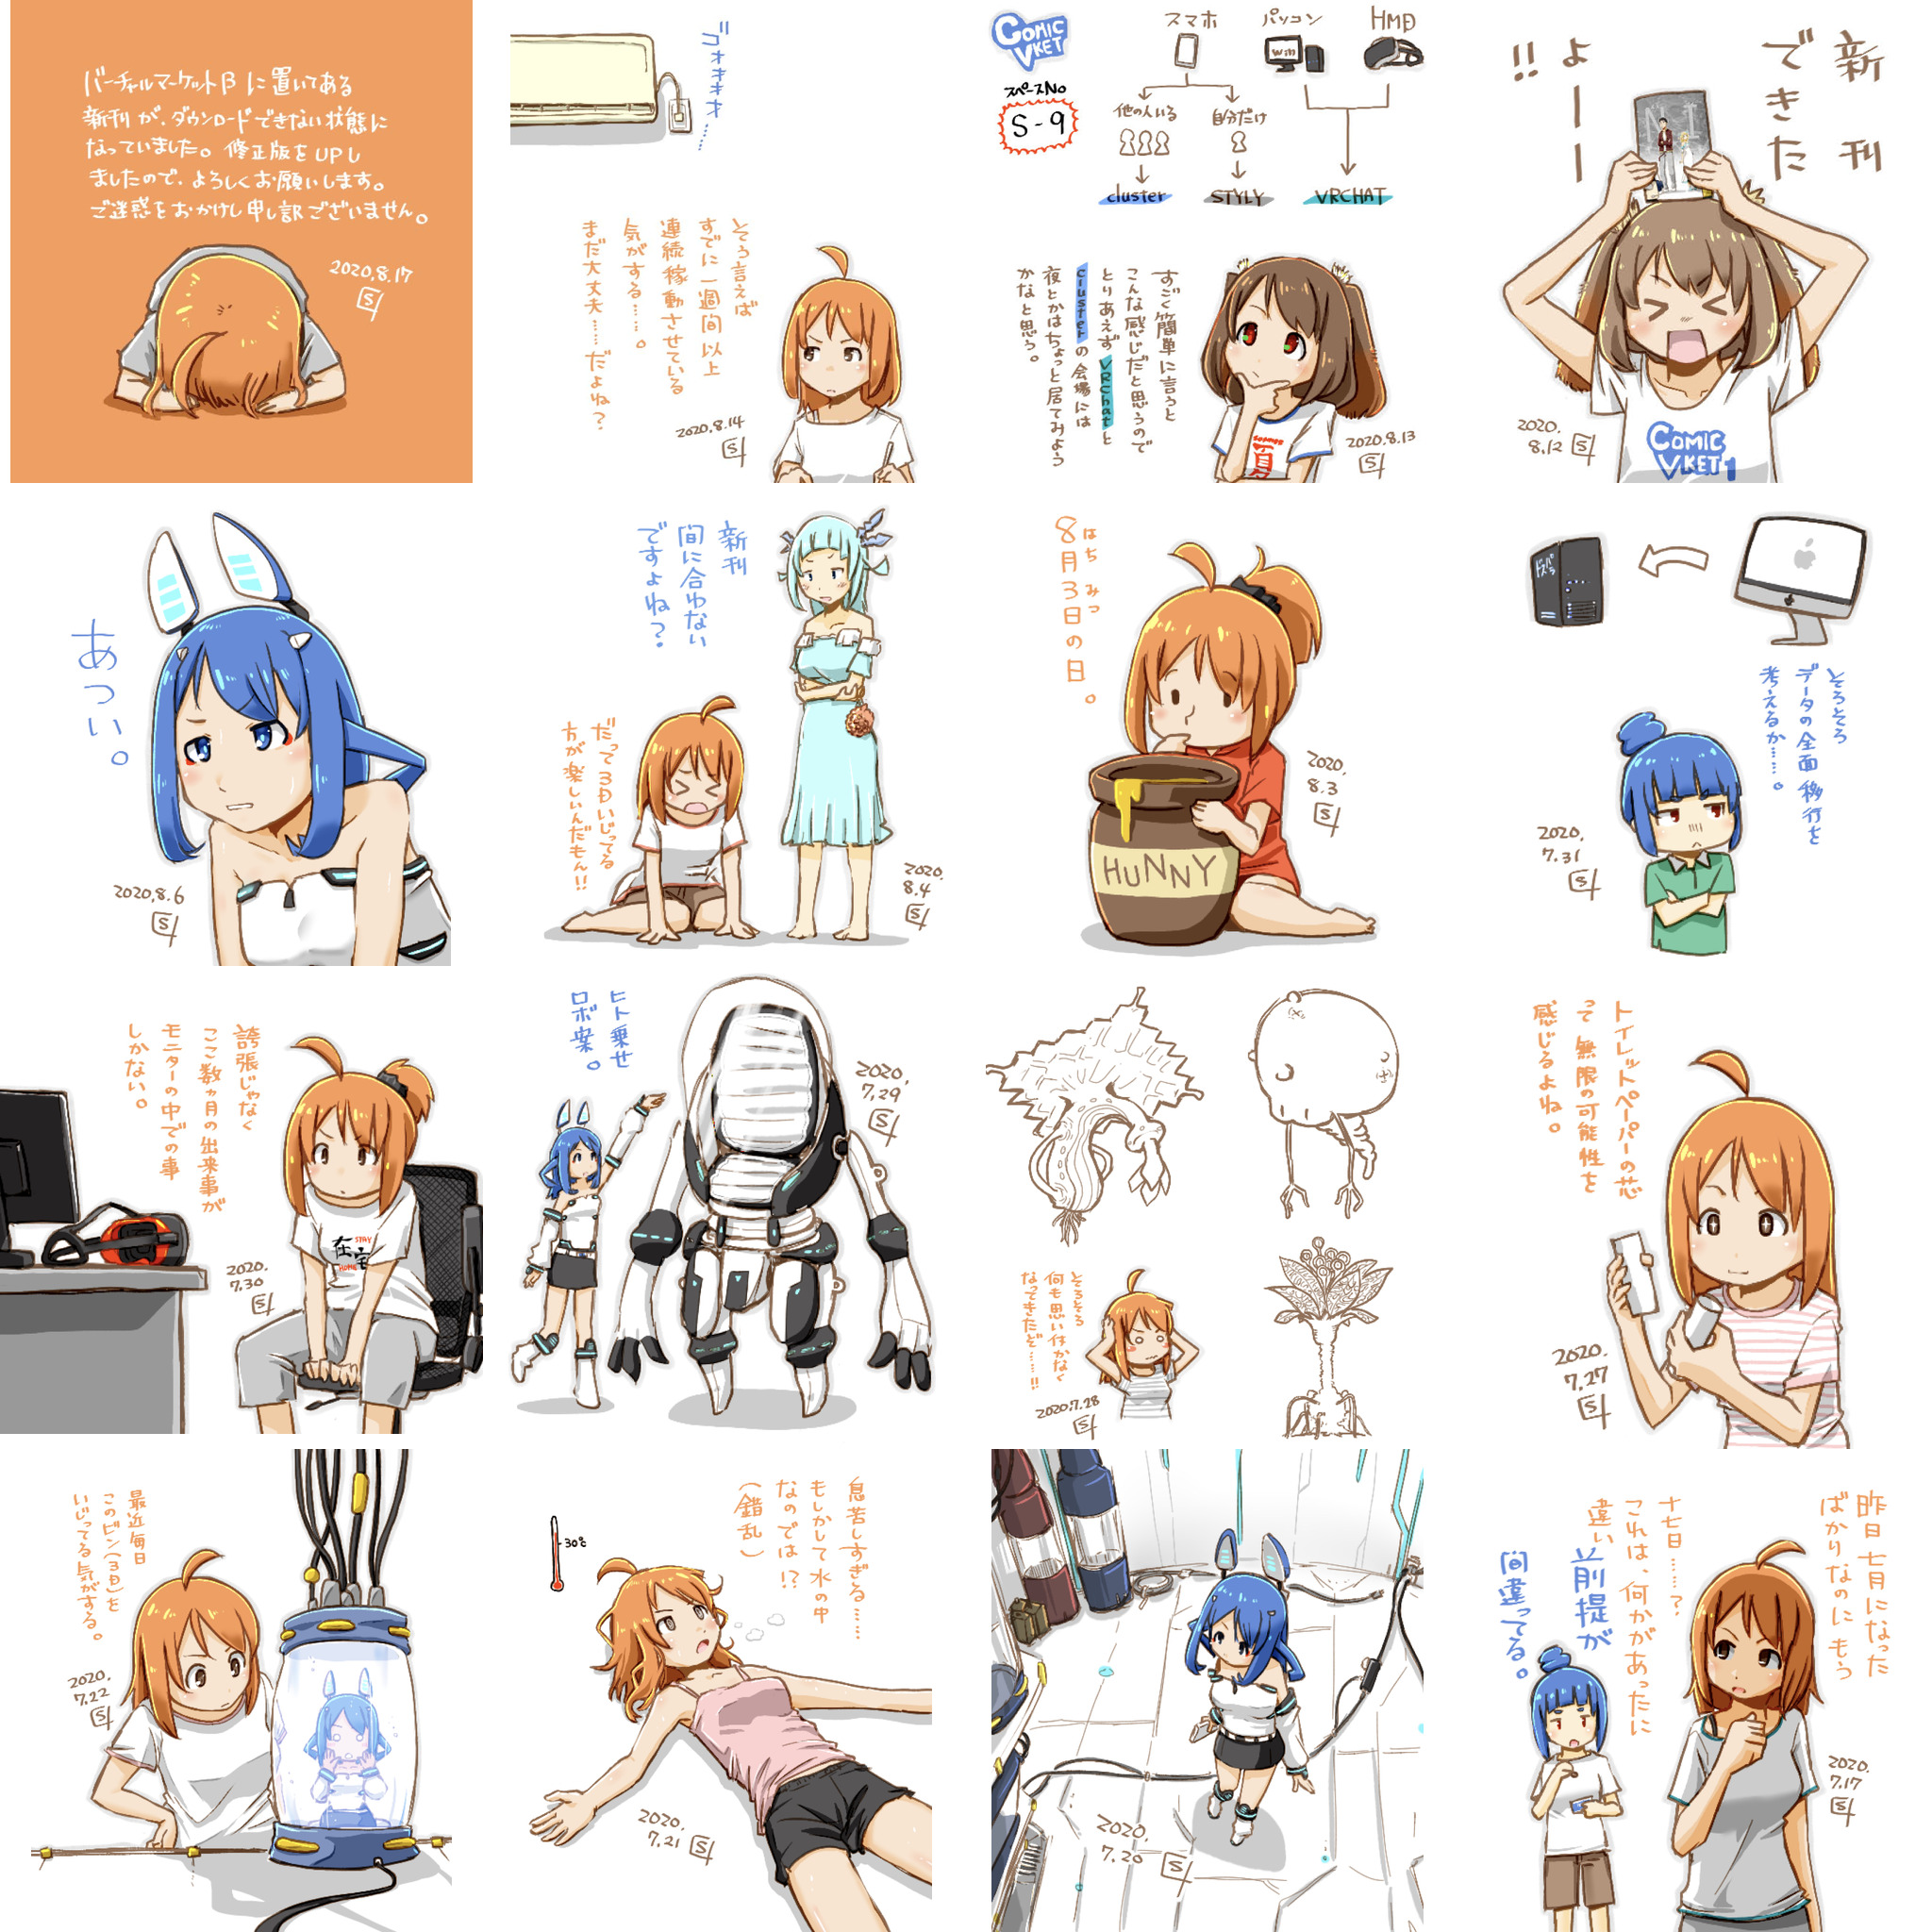 バーチャルマーケットβに置いてある
新刊が、ダウンロードできない状態に
なっていました。修正版をUPし
ましたので、よろしくお願いします。
ご迷惑をおかけし申し訳ございません。
2020.8.17
ゴォォォォォ……
そう言えば
すでに一週間以上
連続稼動させている
気がする……。
まだ大丈夫……だよね?
2020.8.14
COMIC
VKET
スペースNo
S-9
スマホ
パソコン
HMD
Win
他の人いる
自分だけ
cluster
STYLY
VRCHAT
すごく簡単に言うと
こんな感じだと思うので
とりあえずVRChatと
clusterの会場には
夜とかはちょっと居てみよう
かなと思う。
夏
2020.8.13
新刊
できた
よーー!!
COMIC
VKET1
2020.
8.12
あつい。
2020.8.6
新刊
間に合わない
ですよね?
だって3Dいじってる
方が楽しいんだもん!!
2020.
8.4
はち みつ
8月3日の日。
HUNNY
2020.
8.3
ドスパラ
そろそろ
データの全面移行を
考えるか……。
2020.
7.31
誇張じゃなく
ここ数ヵ月の出来事が
モニターの中での事
しかない。
STAY
在宅
HOME
2020.
7.30
ヒト乗せ
ロボ案。
2020.
7.29
そろそろ
何も思い付かなく
なってきたぞ……!!
2020.7.28
トイレットペーパーの芯
って無限の可能性を
感じるよね。
2020.
7.27
最近毎日
このビン(3D)を
いじってる気がする。
2020.
7.22
30℃
息苦しすぎる……
もしかして水の中
なのでは!?
(錯乱)
2020.
7.21
2020.
7.20
昨日七月になった
ばかりなのにもう
十七日……?
これは、何かがあったに
違い
前提が
間違ってる。
2020.
7.17